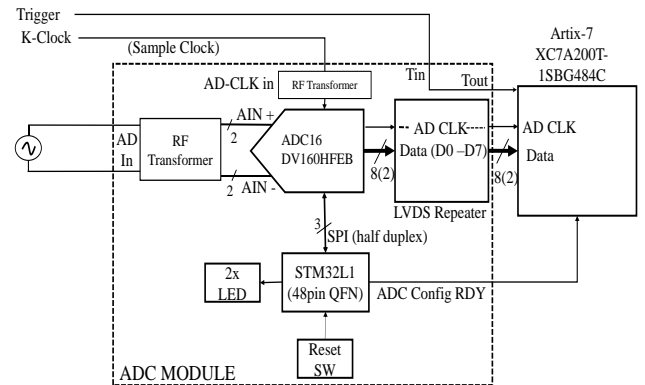 Trigger
K-Clock
(Sample Clock)
Artix-7
XC7A200T-
1SBG484C
Tin
Tout
AD-CLK in
RF Transformer
AD
In
RF
Transformer
AIN +
2
2
AIN -
ADC16
DV160HFEB
AD CLK
Data (D0 –D7)
8(2)
LVDS Repeater
8(2)
AD CLK
Data
3
SPI (half duplex)
2x
LED
STM32L1
(48pin QFN)
ADC Config RDY
Reset
SW
ADC MODULE